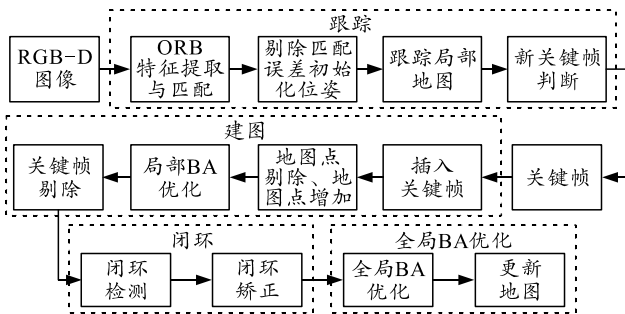 跟踪
RGB-D
图像
ORB
特征提取
与匹配
剔除匹配
误差初始
化位姿
跟踪局部
地图
新关键帧
判断
建图
关键帧
剔除
局部BA
优化
地图点
剔除、地
图点增加
插入
关键帧
关键帧
闭环
闭环
检测
闭环
矫正
全局BA优化
全局BA
优化
更新
地图